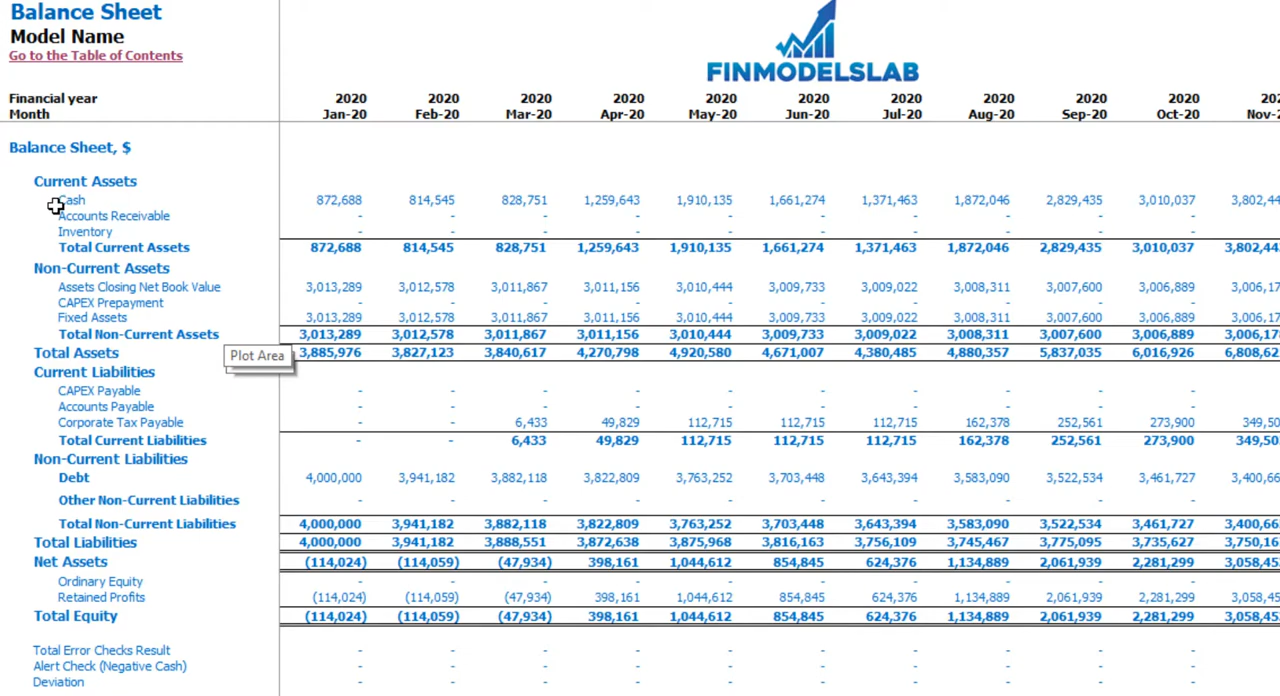 Balance Sheet
Model Name
Go to the Table of Contents
FINMODELSLAB
Financial year 2020 2020 2020 2020 2020 2020 2020 2020 2020 2020
Month Jan-20 Feb-20 Mar-20 Apr-20 May-20 Jun-20 Jul-20 Aug-20 Sep-20 Oct-20
Balance Sheet, $
Current Assets
Cash 872,688 814,545 828,751 1,259,643 1,910,135 1,661,274 1,371,463 1,872,046 2,829,435 3,010,037
Accounts Receivable - - - - - - - - - -
Inventory - - - - - - - - - -
Total Current Assets 872,688 814,545 828,751 1,259,643 1,910,135 1,661,274 1,371,463 1,872,046 2,829,435 3,010,037
Non-Current Assets
Assets Closing Net Book Value 3,013,289 3,012,578 3,011,867 3,011,156 3,010,444 3,009,733 3,009,022 3,008,311 3,007,600 3,006,889
CAPEX Prepayment - - - - - - - - - -
Fixed Assets 3,013,289 3,012,578 3,011,867 3,011,156 3,010,444 3,009,733 3,009,022 3,008,311 3,007,600 3,006,889
Total Non-Current Assets 3,013,289 3,012,578 3,011,867 3,011,156 3,010,444 3,009,733 3,009,022 3,008,311 3,007,600 3,006,889
Total Assets Plot Area 3,885,976 3,827,123 3,840,617 4,270,798 4,920,580 4,671,007 4,380,485 4,880,357 5,837,035 6,016,926
Current Liabilities
CAPEX Payable - - - - - - - - - -
Accounts Payable - - - - - - - - - -
Corporate Tax Payable - - 6,433 49,829 112,715 112,715 112,715 162,378 252,561 273,900
Total Current Liabilities - - 6,433 49,829 112,715 112,715 112,715 162,378 252,561 273,900
Non-Current Liabilities
Debt 4,000,000 3,941,182 3,882,118 3,822,809 3,763,252 3,703,448 3,643,394 3,583,090 3,522,534 3,461,727
Other Non-Current Liabilities - - - - - - - - - -
Total Non-Current Liabilities 4,000,000 3,941,182 3,882,118 3,822,809 3,763,252 3,703,448 3,643,394 3,583,090 3,522,534 3,461,727
Total Liabilities 4,000,000 3,941,182 3,888,551 3,872,638 3,875,968 3,816,163 3,756,109 3,745,467 3,775,095 3,735,627
Net Assets (114,024) (114,059) (47,934) 398,161 1,044,612 854,845 624,376 1,134,889 2,061,939 2,281,299
Ordinary Equity - - - - - - - - - -
Retained Profits (114,024) (114,059) (47,934) 398,161 1,044,612 854,845 624,376 1,134,889 2,061,939 2,281,299
Total Equity (114,024) (114,059) (47,934) 398,161 1,044,612 854,845 624,376 1,134,889 2,061,939 2,281,299
Total Error Checks Result - - - - - - - - - -
Alert Check (Negative Cash) - - - - - - - - - -
Deviation - - - - - - - - - -